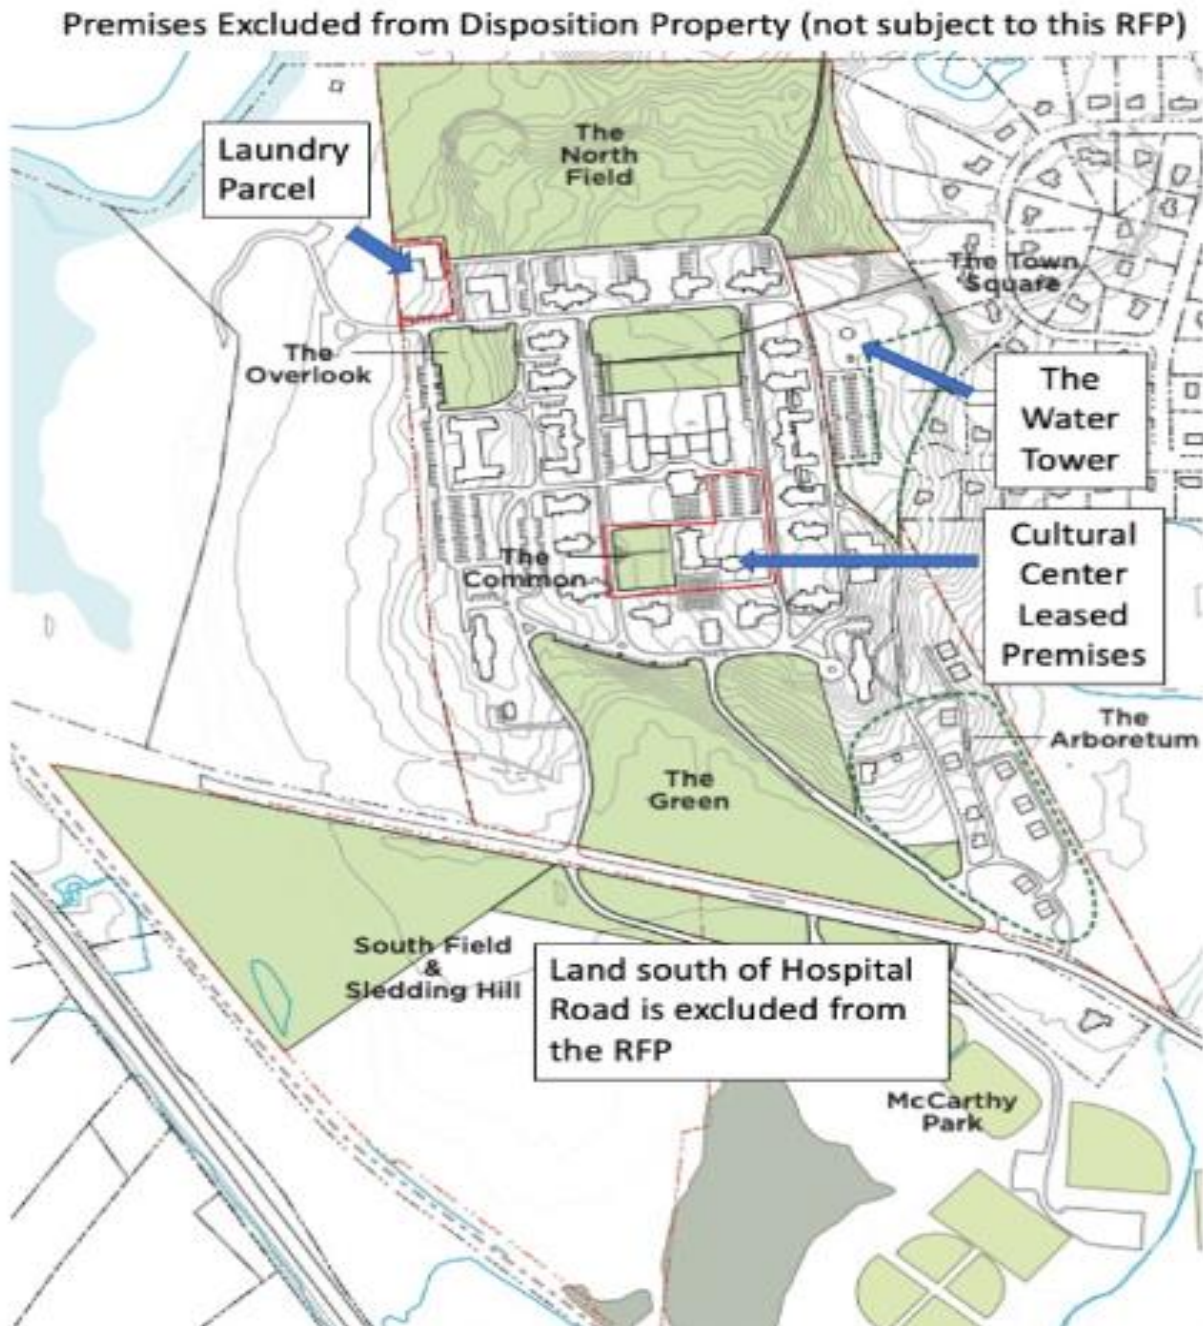 Premises Excluded from Disposition Property (not subject to this RFP)
The
North
Field
Laundry
Parcel
The Town
Square
The
Overlook
The
Water
Tower
Cultural
Center
Leased
Premises
The
Common
The
Arboretum
The
Green
South Field
&
Sledding Hill
Land south of Hospital
Road is excluded from
the RFP
McCarthy
Park